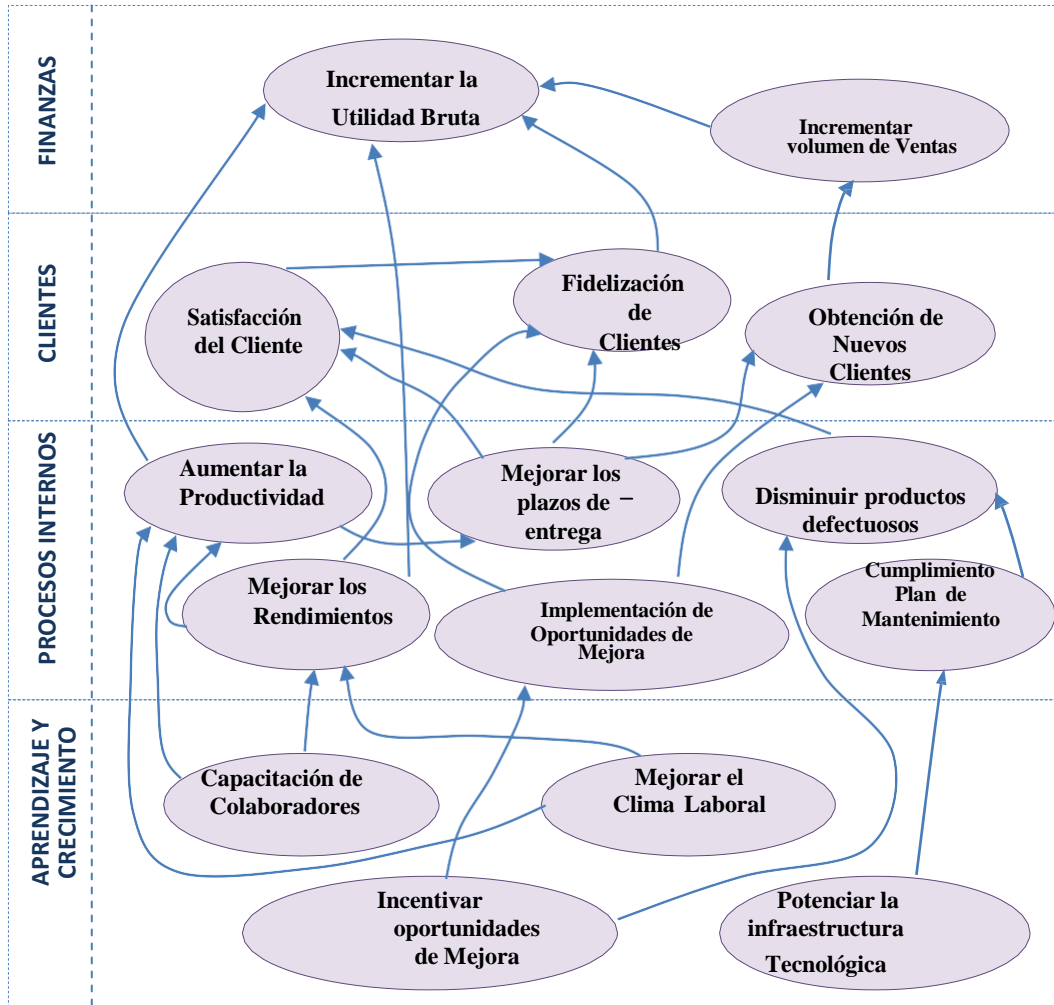 FINANZAS
Incrementar la
Utilidad Bruta
Incrementar
volumen de Ventas
CLIENTES
Satisfacción
del Cliente
Fidelización
de
Clientes
Obtención de
Nuevos
Clientes
PROCESOS INTERNOS
Aumentar la
Productividad
Mejorar los
plazos de –
entrega
Disminuir productos
defectuosos
Mejorar los
Rendimientos
Implementación de
Oportunidades de
Mejora
Cumplimiento
Plan de
Mantenimiento
APRENDIZAJE Y
CRECIMIENTO
Capacitación de
Colaboradores
Mejorar el
Clima Laboral
Incentivar
oportunidades
de Mejora
Potenciar la
infraestructura
Tecnológica